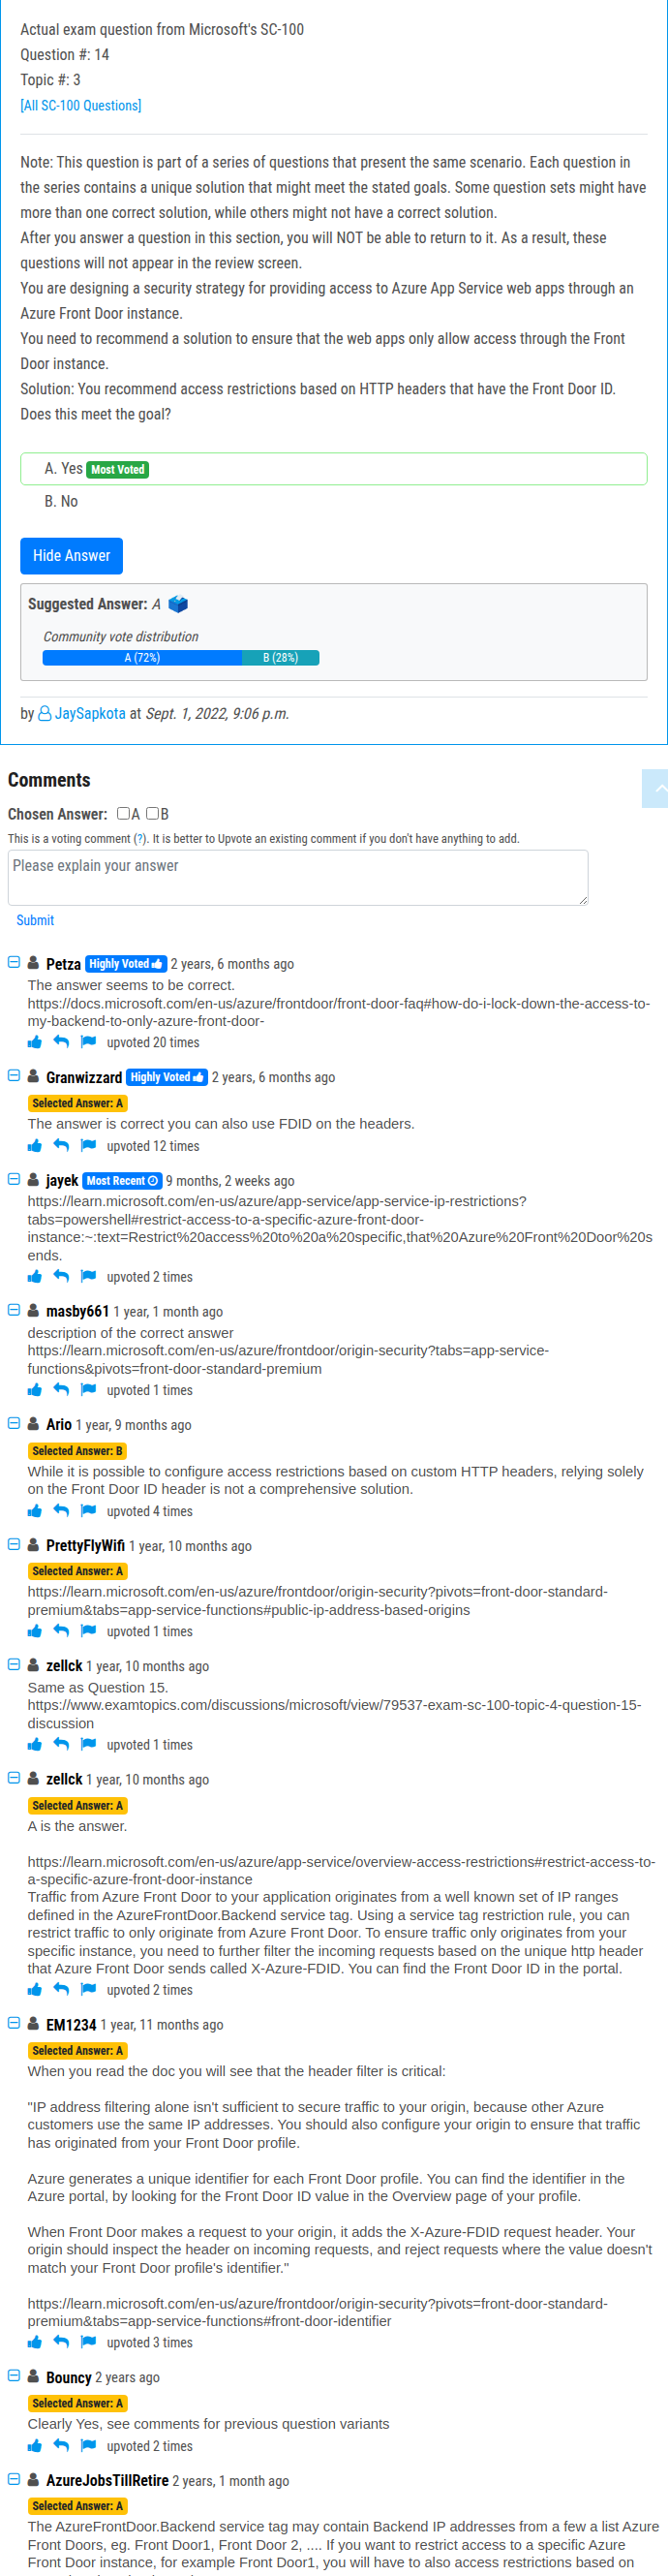 Actual exam question from Microsoft's SC-100
Question #: 14
Topic #: 3
[All SC-100 Questions]
Note: This question is part of a series of questions that present the same scenario. Each question in
the series contains a unique solution that might meet the stated goals. Some question sets might have
more than one correct solution, while others might not have a correct solution.
After you answer a question in this section, you will NOT be able to return to it. As a result, these
questions will not appear in the review screen.
You are designing a security strategy for providing access to Azure App Service web apps through an
Azure Front Door instance.
You need to recommend a solution to ensure that the web apps only allow access through the Front
Door instance.
Solution: You recommend access restrictions based on HTTP headers that have the Front Door ID.
Does this meet the goal?
A. Yes Most Voted
B. No
Hide Answer
Suggested Answer: A
Community vote distribution
A (72%) B (28%)
by JaySapkota at Sept. 1, 2022, 9:06 p.m.
Comments
Chosen Answer: A B
This is a voting comment (?). It is better to Upvote an existing comment if you don't have anything to add.
Please explain your answer
Submit
Petza Highly Voted 2 years, 6 months ago
The answer seems to be correct.
https://docs.microsoft.com/en-us/azure/frontdoor/front-door-faq#how-do-i-lock-down-the-access-to-
my-backend-to-only-azure-front-door-
upvoted 20 times
Granwizzard Highly Voted 2 years, 6 months ago
Selected Answer: A
The answer is correct you can also use FDID on the headers.
upvoted 12 times
jayek Most Recent 9 months, 2 weeks ago
https://learn.microsoft.com/en-us/azure/app-service/app-service-ip-restrictions?
tabs=powershell#restrict-access-to-a-specific-azure-front-door-
instance:~:text=Restrict%20access%20to%20a%20specific,that%20Azure%20Front%20Door%20s
ends.
upvoted 2 times
masby661 1 year, 1 month ago
description of the correct answer
https://learn.microsoft.com/en-us/azure/frontdoor/origin-security?tabs=app-service-
functions&pivots=front-door-standard-premium
upvoted 1 times
Ario 1 year, 9 months ago
Selected Answer: B
While it is possible to configure access restrictions based on custom HTTP headers, relying solely
on the Front Door ID header is not a comprehensive solution.
upvoted 4 times
PrettyFlyWifi 1 year, 10 months ago
Selected Answer: A
https://learn.microsoft.com/en-us/azure/frontdoor/origin-security?pivots=front-door-standard-
premium&tabs=app-service-functions#public-ip-address-based-origins
upvoted 1 times
zellck 1 year, 10 months ago
Same as Question 15.
https://www.examtopics.com/discussions/microsoft/view/79537-exam-sc-100-topic-4-question-15-
discussion
upvoted 1 times
zellck 1 year, 10 months ago
Selected Answer: A
A is the answer.
https://learn.microsoft.com/en-us/azure/app-service/overview-access-restrictions#restrict-access-to-
a-specific-azure-front-door-instance
Traffic from Azure Front Door to your application originates from a well known set of IP ranges
defined in the AzureFrontDoor.Backend service tag. Using a service tag restriction rule, you can
restrict traffic to only originate from Azure Front Door. To ensure traffic only originates from your
specific instance, you need to further filter the incoming requests based on the unique http header
that Azure Front Door sends called X-Azure-FDID. You can find the Front Door ID in the portal.
upvoted 2 times
EM1234 1 year, 11 months ago
Selected Answer: A
When you read the doc you will see that the header filter is critical:
"IP address filtering alone isn't sufficient to secure traffic to your origin, because other Azure
customers use the same IP addresses. You should also configure your origin to ensure that traffic
has originated from your Front Door profile.
Azure generates a unique identifier for each Front Door profile. You can find the identifier in the
Azure portal, by looking for the Front Door ID value in the Overview page of your profile.
When Front Door makes a request to your origin, it adds the X-Azure-FDID request header. Your
origin should inspect the header on incoming requests, and reject requests where the value doesn't
match your Front Door profile's identifier."
https://learn.microsoft.com/en-us/azure/frontdoor/origin-security?pivots=front-door-standard-
premium&tabs=app-service-functions#front-door-identifier
upvoted 3 times
Bouncy 2 years ago
Selected Answer: A
Clearly Yes, see comments for previous question variants
upvoted 2 times
AzureJobsTillRetire 2 years, 1 month ago
Selected Answer: A
The AzureFrontDoor.Backend service tag may contain Backend IP addresses from a few a list Azure
Front Doors, eg. Front Door1, Front Door 2, .... If you want to restrict access to a specific Azure
Front Door instance, for example Front Door1, you will have to also access restrictions based on